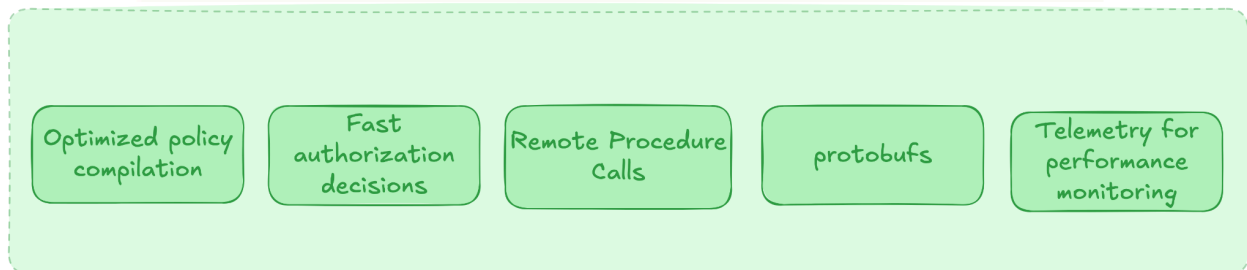 Optimized policy
compilation
Fast
authorization
decisions
Remote Procedure
Calls
protobufs
Telemetry for
performance
monitoring